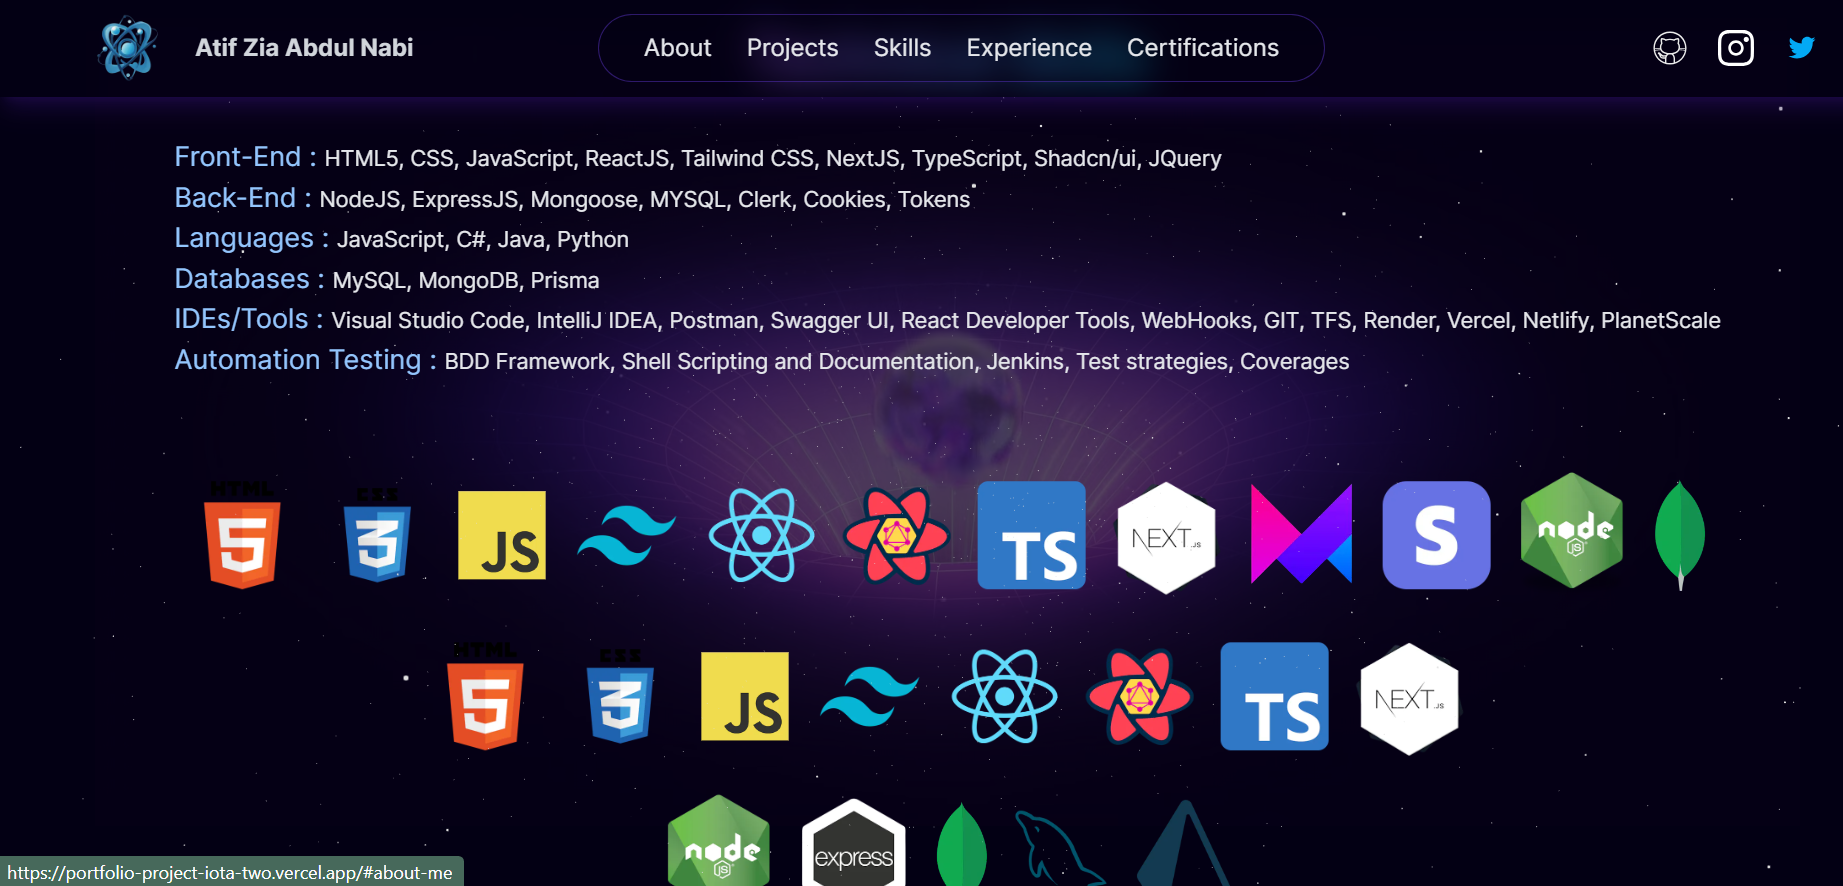 Atif Zia Abdul Nabi
About Projects Skills Experience Certifications
Front-End : HTML5, CSS, JavaScript, ReactJS, Tailwind CSS, NextJS, TypeScript, Shadcn/ui, JQuery
Back-End : NodeJS, ExpressJS, Mongoose, MYSQL, Clerk, Cookies, Tokens
Languages : JavaScript, C#, Java, Python
Databases : MySQL, MongoDB, Prisma
IDEs/Tools : Visual Studio Code, IntelliJ IDEA, Postman, Swagger UI, React Developer Tools, WebHooks, GIT, TFS, Render, Vercel, Netlify, PlanetScale
Automation Testing : BDD Framework, Shell Scripting and Documentation, Jenkins, Test strategies, Coverages
HTML CSS
5 3 JS TS NEXT.JS S node JS
HTML CSS
5 3 JS TS NEXT.JS
node JS express
https://portfolio-project-iota-two.vercel.app/#about-me